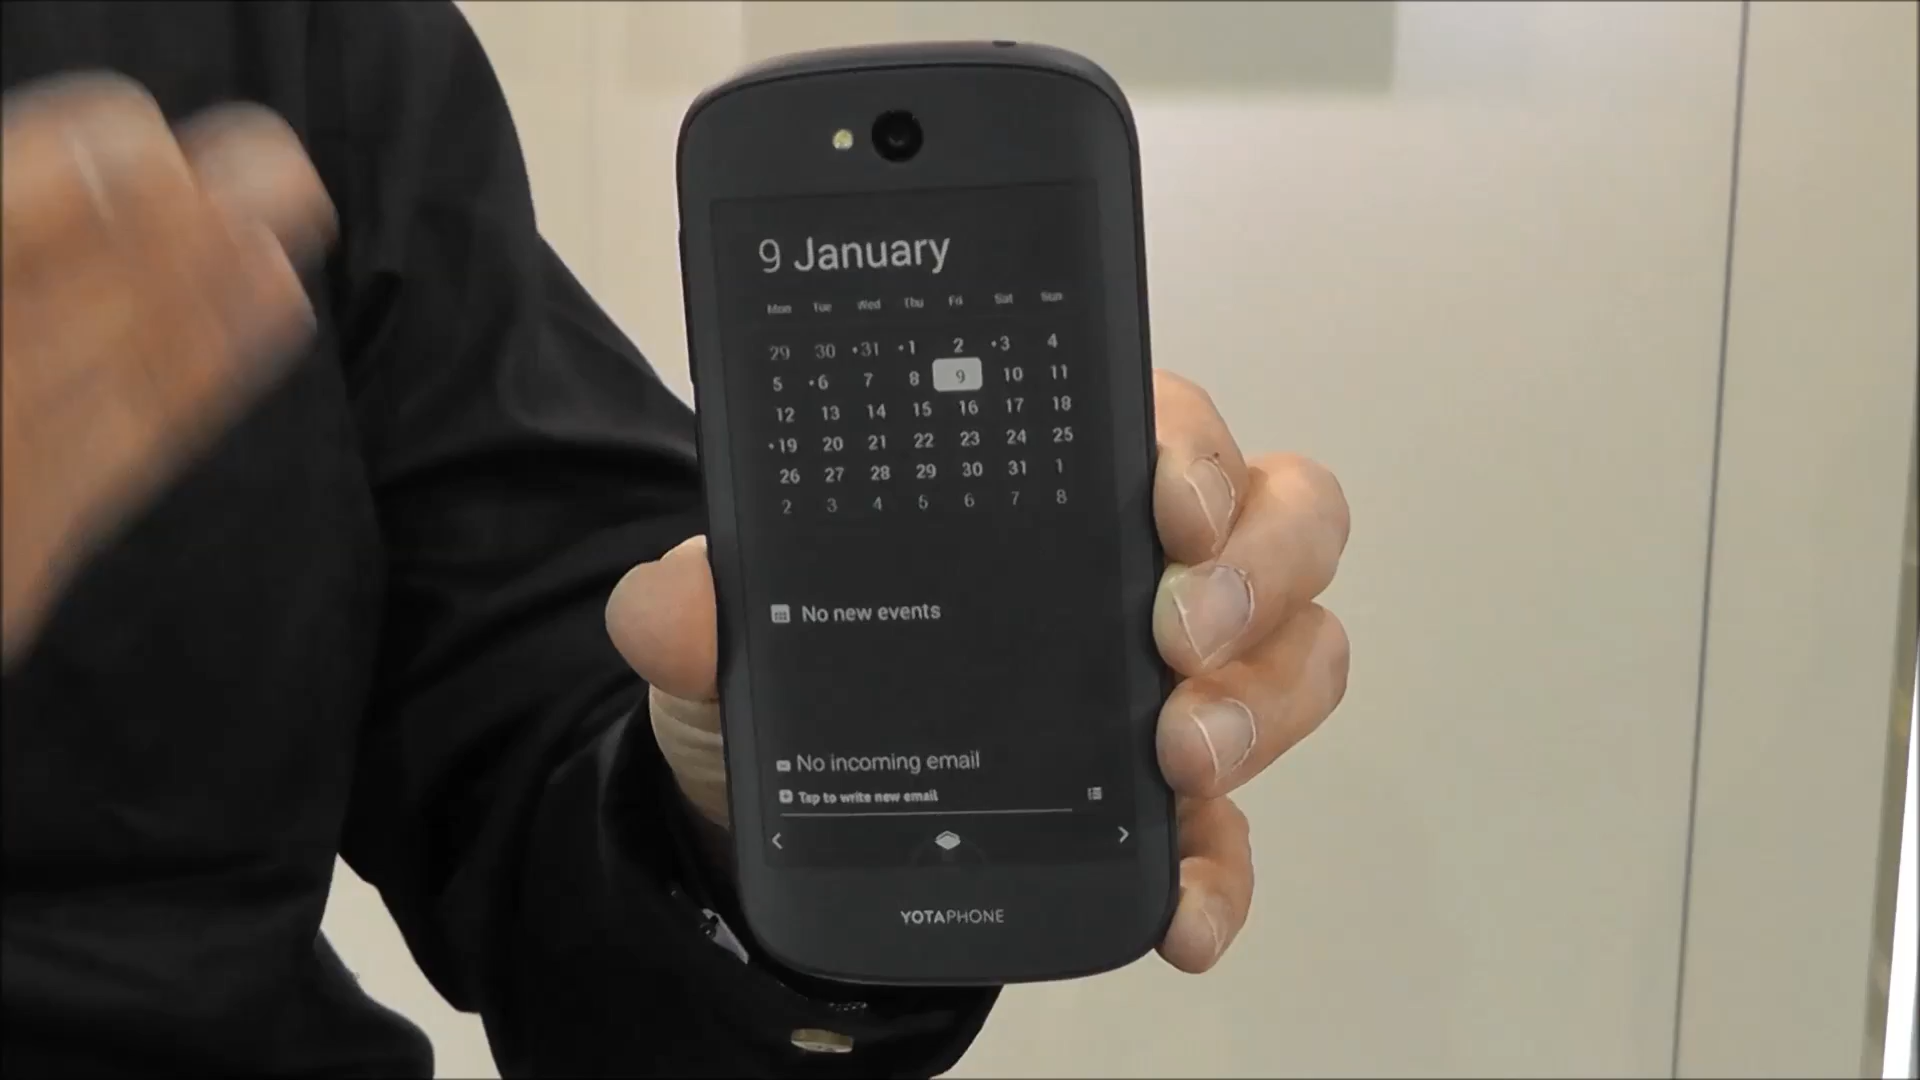 9 January
Mon Tue Wed Thu Fri Sat Sun
29 30 •31 •1 2 •3 4
5 •6 7 8 9 10 11
12 13 14 15 16 17 18
•19 20 21 22 23 24 25
26 27 28 29 30 31 1
2 3 4 5 6 7 8
No new events
No incoming email
Tap to write new email
YOTAPHONE